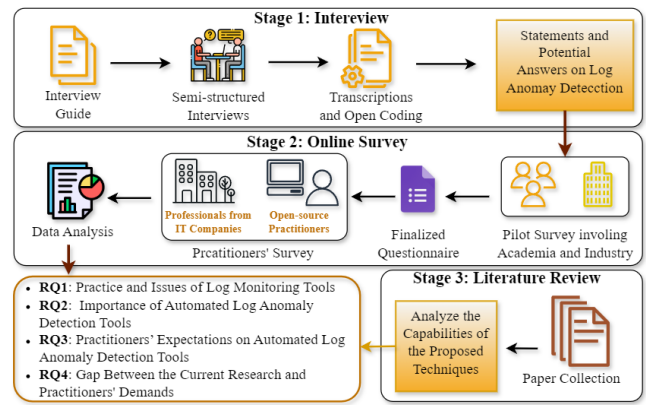 Stage 1: Intereview
Interview
Guide
Semi-structured
Interviews
Transcriptions
and Open Coding
Statements and
Potential
Answers on Log
Anomay Detecction
Stage 2: Online Survey
Data Analysis
Professionals from
IT Companies
Open-source
Practitioners
Practitioners' Survey
Finalized
Questionnaire
Pilot Survey involing
Academia and Industry
RQ1: Practice and Issues of Log Monitoring Tools
RQ2: Importance of Automated Log Anomaly
Detection Tools
RQ3: Practitioners' Expectations on Automated Log
Anomaly Detection Tools
RQ4: Gap Between the Current Research and
Practitioners' Demands
Stage 3: Literature Review
Analyze the
Capabilities of
the Proposed
Techniques
Paper Collection